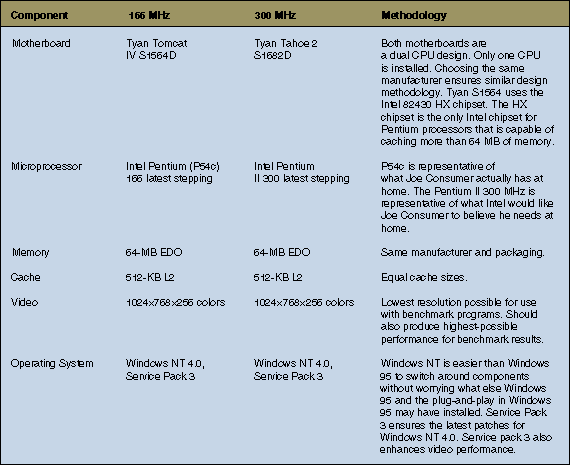 Component 166 MHz 300 MHz Methodology
Motherboard Tyan Tomcat Tyan Tahoe 2 Both motherboards are
IV S1564D S1682D a dual CPU design. Only one CPU
is installed. Choosing the same
manufacturer ensures similar design
methodology. Tyan S1564 uses the
Intel 82430 HX chipset. The HX
chipset is the only Intel chipset for
Pentium processors that is capable of
caching more than 64 MB of memory.
Microprocessor Intel Pentium (P54c) Intel Pentium P54c is representative of
166 latest stepping II 300 latest stepping what Joe Consumer actually has at
home. The Pentium II 300 MHz is
representative of what Intel would like
Joe Consumer to believe he needs at
home.
Memory 64-MB EDO 64-MB EDO Same manufacturer and packaging.
Cache 512-KB L2 512-KB L2 Equal cache sizes.
Video 1024x768x256 colors 1024x768x256 colors Lowest resolution possible for use
with benchmark programs. Should
also produce highest-possible
performance for benchmark results.
Operating System Windows NT 4.0, Windows NT 4.0, Windows NT is easier than Windows
Service Pack 3 Service Pack 3 95 to switch around components
without worrying what else Windows
95 and the plug-and-play in Windows
95 may have installed. Service Pack
3 ensures the latest patches for
Windows NT 4.0. Service pack 3 also
enhances video performance.